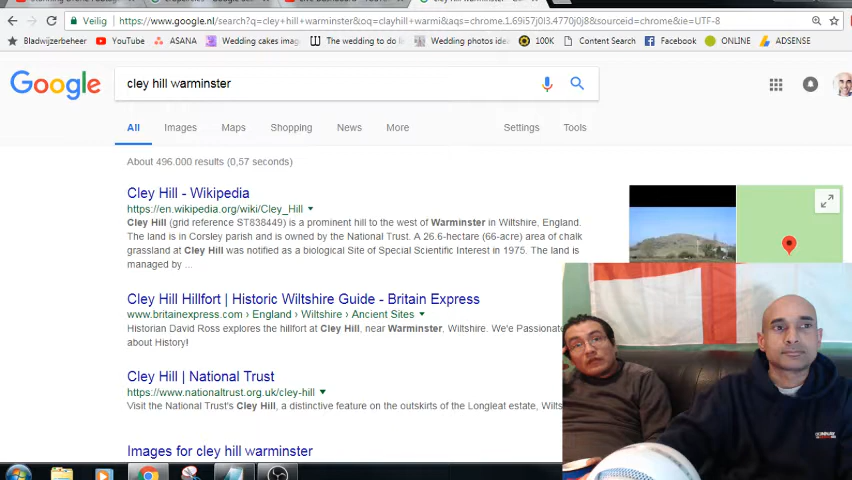 Veilig
https://www.google.nl/search?q=cley+hill+warminster&oq=clayhill+warmi&aqs=chrome.1.69i57j0l3.4770j0j8&sourceid=chrome&ie=UTF-8
Bladwijzerbeheer YouTube ASANA Wedding cakes imag The wedding to do li Wedding photos ide 100K Content Search Facebook ONLINE ADSENSE
Google
cley hill warminster
All Images Maps Shopping News More Settings Tools
About 496.000 results (0,57 seconds)
Cley Hill - Wikipedia
https://en.wikipedia.org/wiki/Cley_Hill
Cley Hill (grid reference ST838449) is a prominent hill to the west of Warminster in Wiltshire, England.
The land is in Corsley parish and is owned by the National Trust. A 26.6-hectare (66-acre) area of chalk
grassland at Cley Hill was notified as a biological Site of Special Scientific Interest in 1975. The land is
managed by ...
Cley Hill Hillfort | Historic Wiltshire Guide - Britain Express
www.britainexpress.com › England › Wiltshire › Ancient Sites
Historian David Ross explores the hillfort at Cley Hill, near Warminster, Wiltshire. We'e Passionate
about History!
Cley Hill | National Trust
https://www.nationaltrust.org.uk/cley-hill
Visit the National Trust's Cley Hill, a distinctive feature on the outskirts of the Longleat estate, Wilts
Images for cley hill warminster